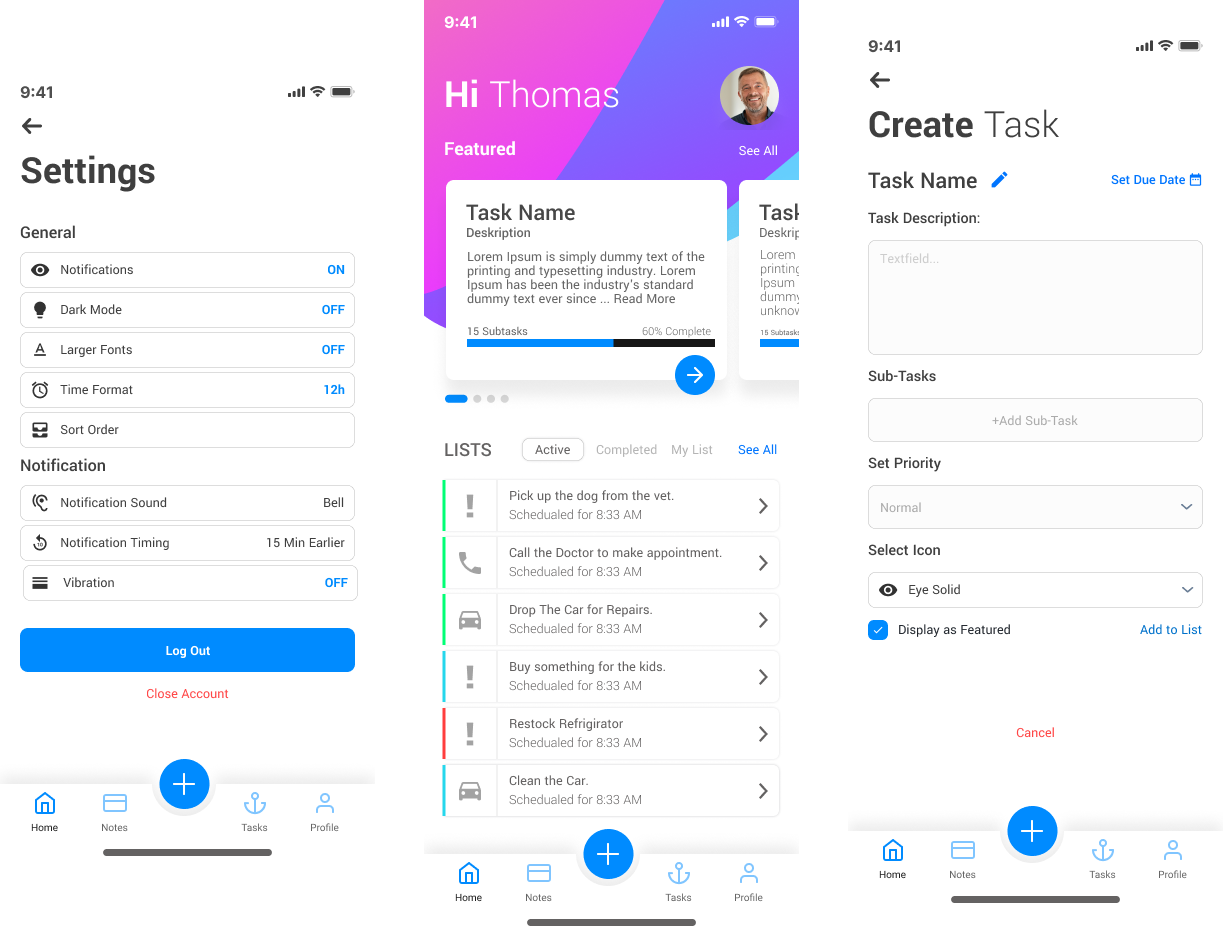 9:41
Settings
General
Notifications ON
Dark Mode OFF
Larger Fonts OFF
Time Format 12h
Sort Order
Notification
Notification Sound Bell
Notification Timing 15 Min Earlier
Vibration OFF
Log Out
Close Account
Home Notes Tasks Profile
9:41
Hi Thomas
Featured See All
Task Name
Deskription
Lorem Ipsum is simply dummy text of the
printing and typesetting industry. Lorem
Ipsum has been the industry's standard
dummy text ever since ... Read More
15 Subtasks 60% Complete
Task
Deskrip
Lorem
printing
Ipsum
dummy
unknow
15 Subtasks
LISTS Active Completed My List See All
Pick up the dog from the vet.
Schedualed for 8:33 AM
Call the Doctor to make appointment.
Schedualed for 8:33 AM
Drop The Car for Repairs.
Schedualed for 8:33 AM
Buy something for the kids.
Schedualed for 8:33 AM
Restock Refrigirator
Schedualed for 8:33 AM
Clean the Car.
Schedualed for 8:33 AM
Home Notes Tasks Profile
9:41
Create Task
Task Name Set Due Date
Task Description:
Textfield...
Sub-Tasks
+Add Sub-Task
Set Priority
Normal
Select Icon
Eye Solid
Display as Featured Add to List
Cancel
Home Notes Tasks Profile